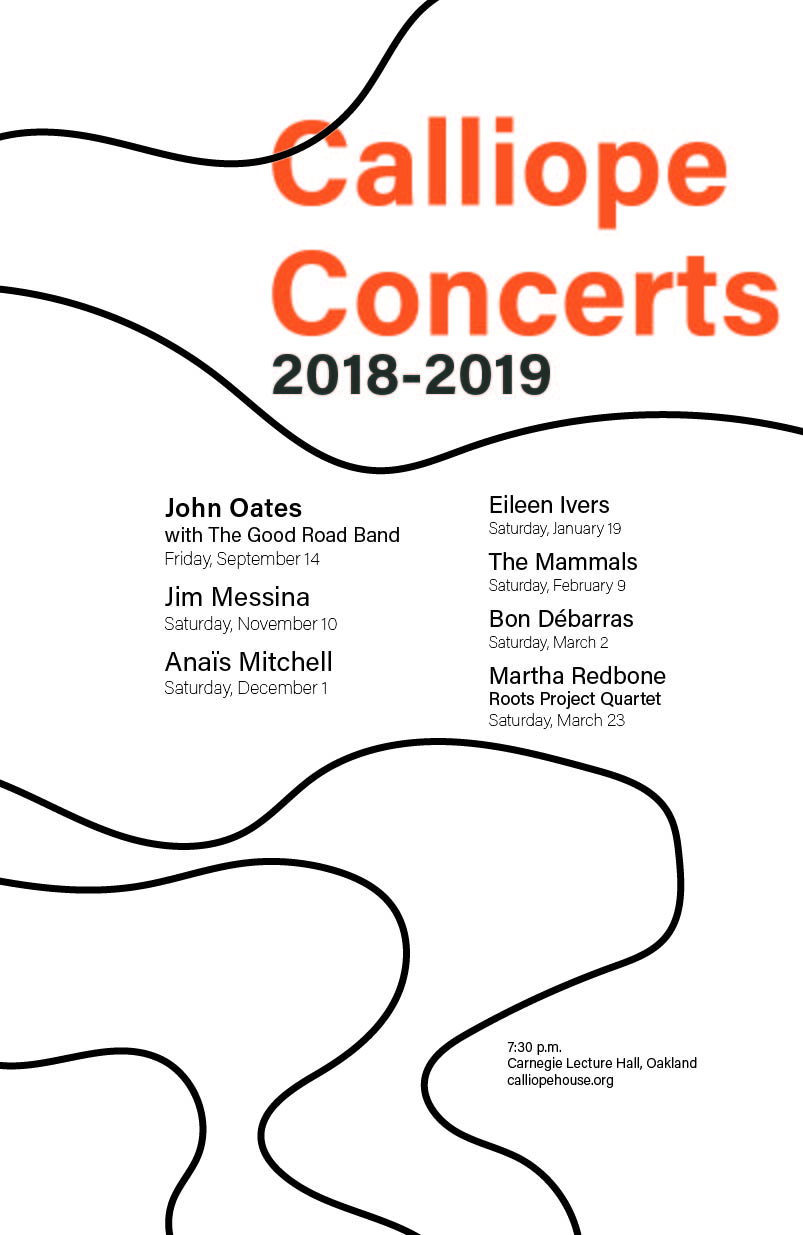 Calliope
Concerts
2018-2019
John Oates
with The Good Road Band
Friday, September 14
Jim Messina
Saturday, November 10
Anaïs Mitchell
Saturday, December 1
Eileen Ivers
Saturday, January 19
The Mammals
Saturday, February 9
Bon Débarras
Saturday, March 2
Martha Redbone
Roots Project Quartet
Saturday, March 23
7:30 p.m.
Carnegie Lecture Hall, Oakland
calliopehouse.org